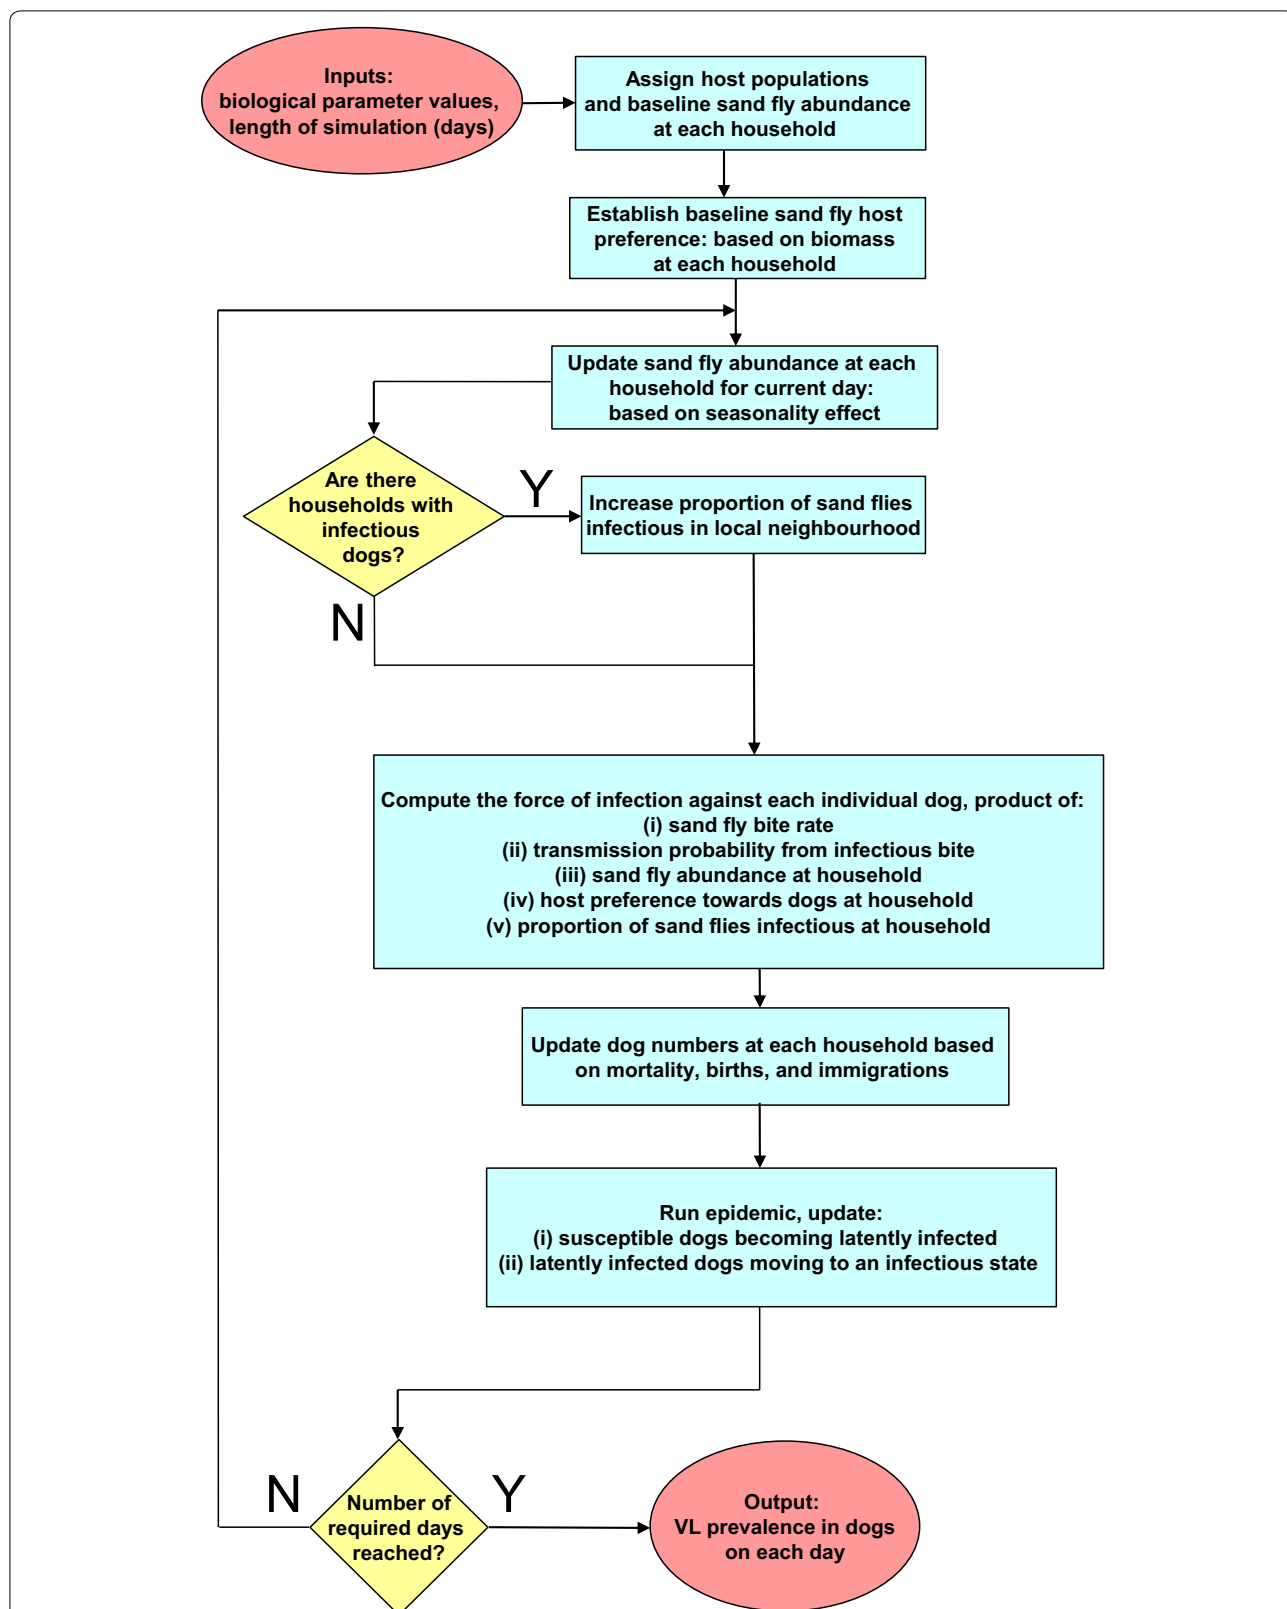 Inputs:
biological parameter values,
length of simulation (days)
Assign host populations
and baseline sand fly abundance
at each household
Establish baseline sand fly host
preference: based on biomass
at each household
Update sand fly abundance at each
household for current day:
based on seasonality effect
Are there
households with
infectious
dogs?
Y
Increase proportion of sand flies
infectious in local neighbourhood
N
Compute the force of infection against each individual dog, product of:
(i) sand fly bite rate
(ii) transmission probability from infectious bite
(iii) sand fly abundance at household
(iv) host preference towards dogs at household
(v) proportion of sand flies infectious at household
Update dog numbers at each household based
on mortality, births, and immigrations
Run epidemic, update:
(i) susceptible dogs becoming latently infected
(ii) latently infected dogs moving to an infectious state
N
Number of
required days
reached?
Y
Output:
VL prevalence in dogs
on each day